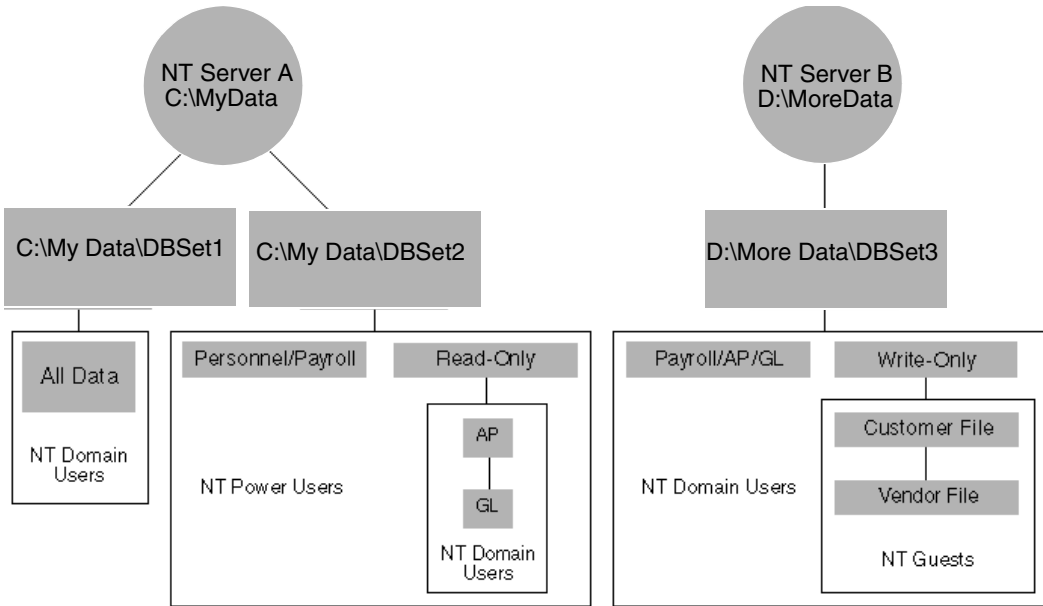 NT Server A
C:\MyData
NT Server B
D:\MoreData
C:\My Data\DBSet1
C:\My Data\DBSet2
D:\More Data\DBSet3
All Data
NT Domain
Users
Personnel/Payroll
Read-Only
AP
GL
NT Power Users
NT Domain
Users
Payroll/AP/GL
Write-Only
Customer File
Vendor File
NT Domain Users
NT Guests